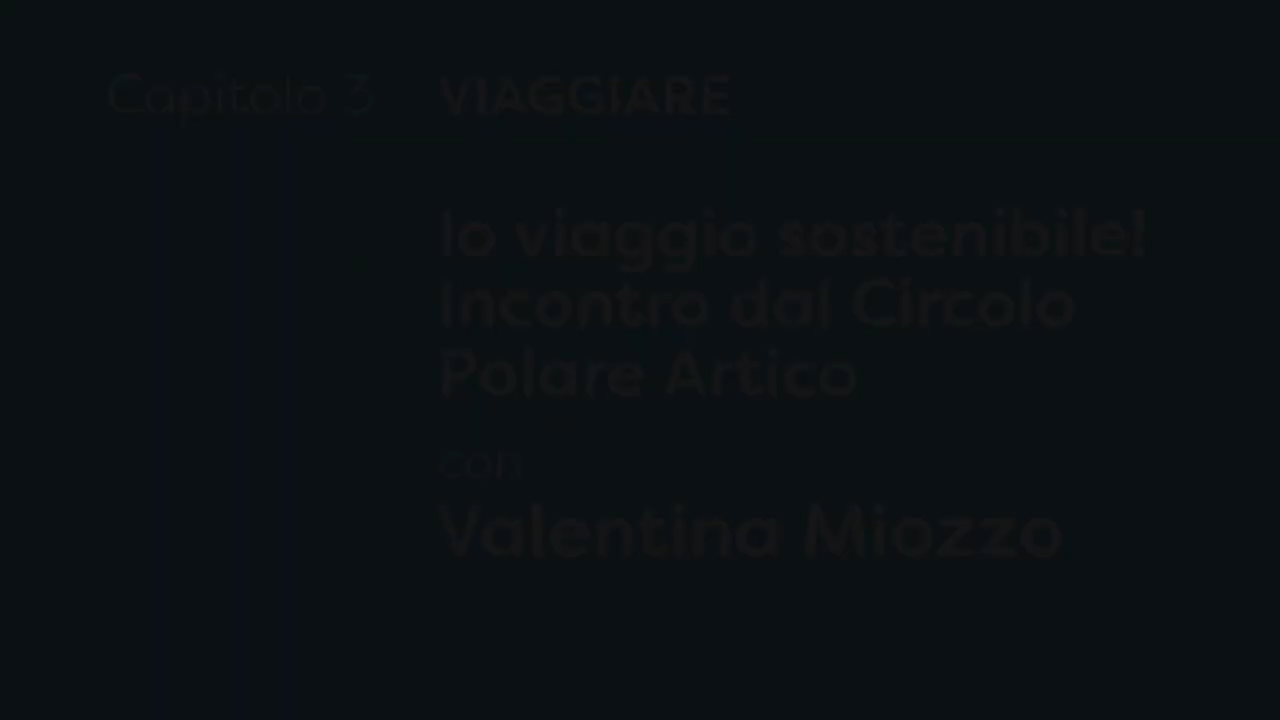 Capitolo 3 VIAGGIARE
Io viaggio sostenibile!
Incontro dal Circolo
Polare Artico
con
Valentina Miozzo